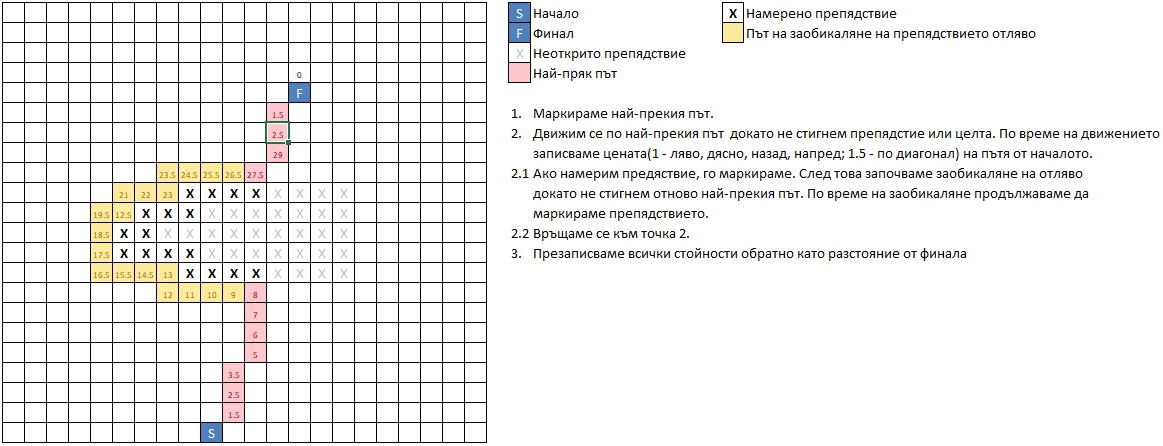 S Начало
X Намерено препядствие
F Финал
Път на заобикаляне на препядствието отляво
X Неоткрито препядствие
Най-пряк път
0
F
1.5
1. Маркираме най-прекия път.
2.5
2. Движим се по най-прекия път докато не стигнем препядстие или целта. По време на движението
29
записваме цената(1 - ляво, дясно, назад, напред; 1.5 - по диагонал) на пътя от началото.
23.5 24.5 25.5 26.5 27.5
2.1 Ако намерим предяствие, го маркираме. След това започваме заобикаляне на отляво
21 22 23 X X X X X X X X
докато не стигнем отново най-прекия път. По време на заобикаляне продължаваме да
19.5 12.5 X X X X X X X X X X
маркираме препядствието.
18.5 X X X X X X X X X X X
2.2 Връщаме се към точка 2.
17.5 X X X X X X X X X X X
3. Презаписваме всички стойности обратно като разстояние от финала
16.5 15.5 14.5 13 X X X X X X X X
12 11 10 9 8
7
6
5
3.5
2.5
1.5
S